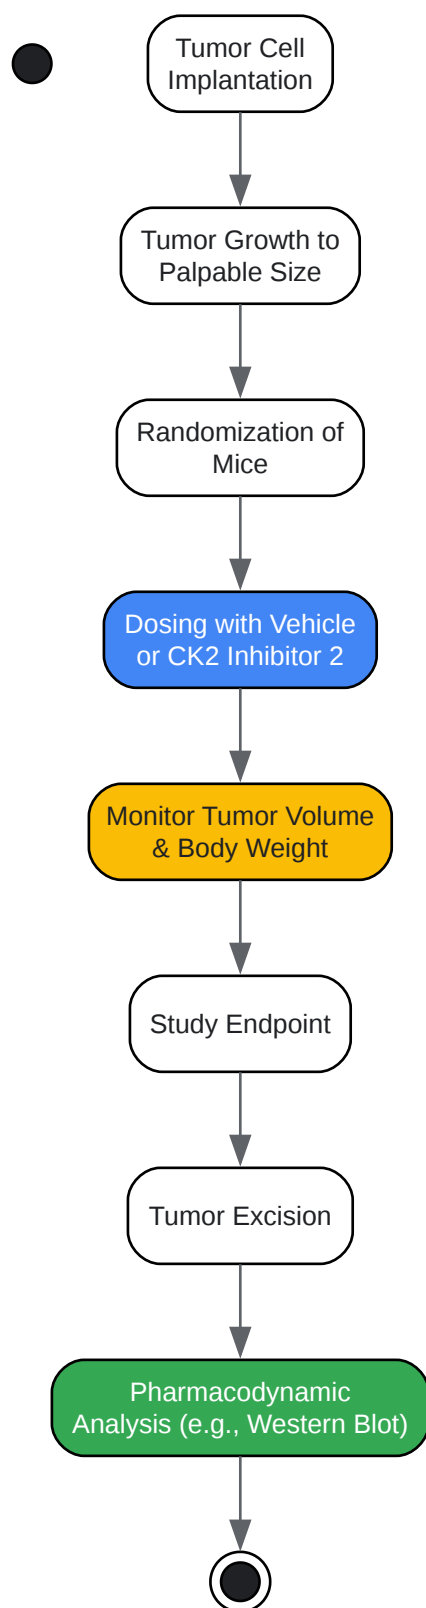 Tumor Cell
Implantation
Tumor Growth to
Palpable Size
Randomization of
Mice
Dosing with Vehicle
or CK2 Inhibitor 2
Monitor Tumor Volume
& Body Weight
Study Endpoint
Tumor Excision
Pharmacodynamic
Analysis (e.g., Western Blot)